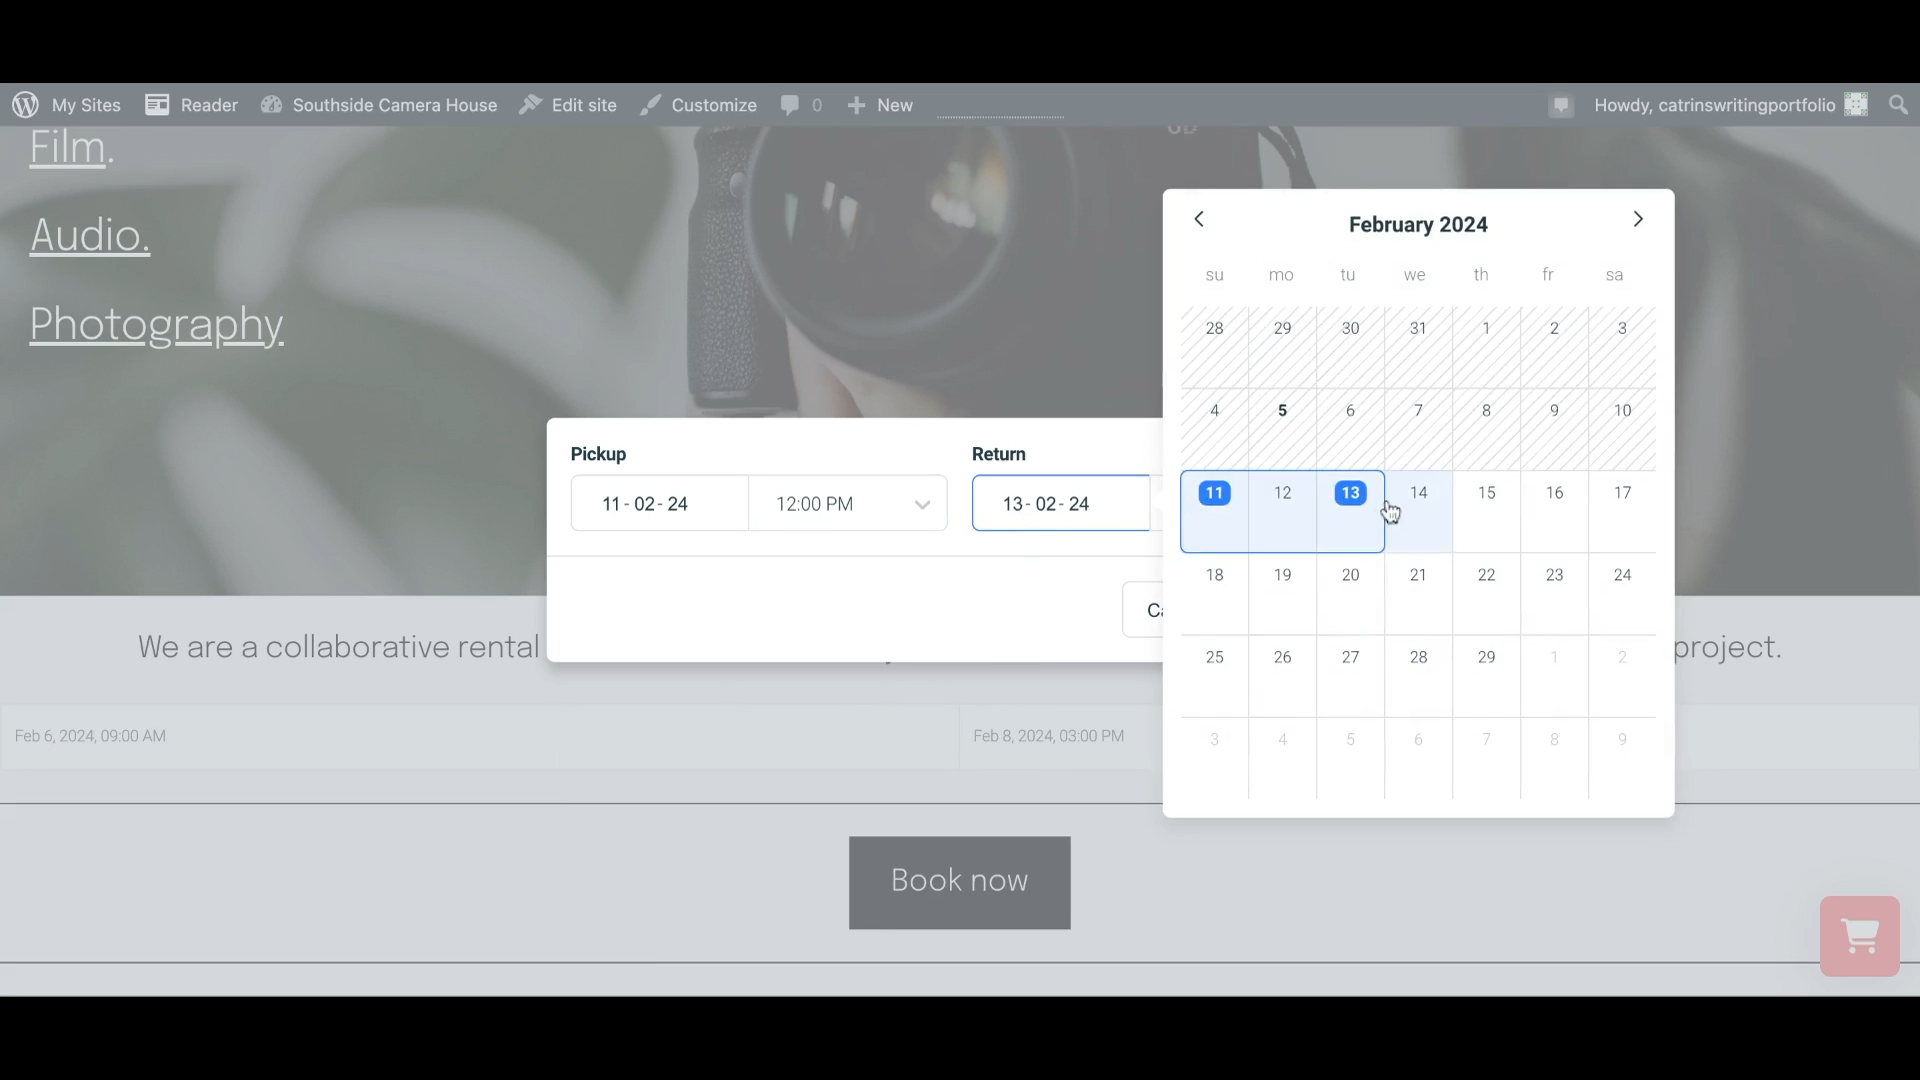 My Sites Reader Southside Camera House Edit site Customize 0 New Howdy, catrinswritingportfolio
Film.
Audio.
Photography
Pickup
11-02-24 12:00 PM
Return
13-02-24
February 2024
su mo tu we th fr sa
28 29 30 31 1 2 3
4 5 6 7 8 9 10
11 12 13 14 15 16 17
18 19 20 21 22 23 24
25 26 27 28 29 1 2
3 4 5 6 7 8 9
We are a collaborative rental project.
Feb 6, 2024, 09:00 AM Feb 8, 2024, 03:00 PM
Book now